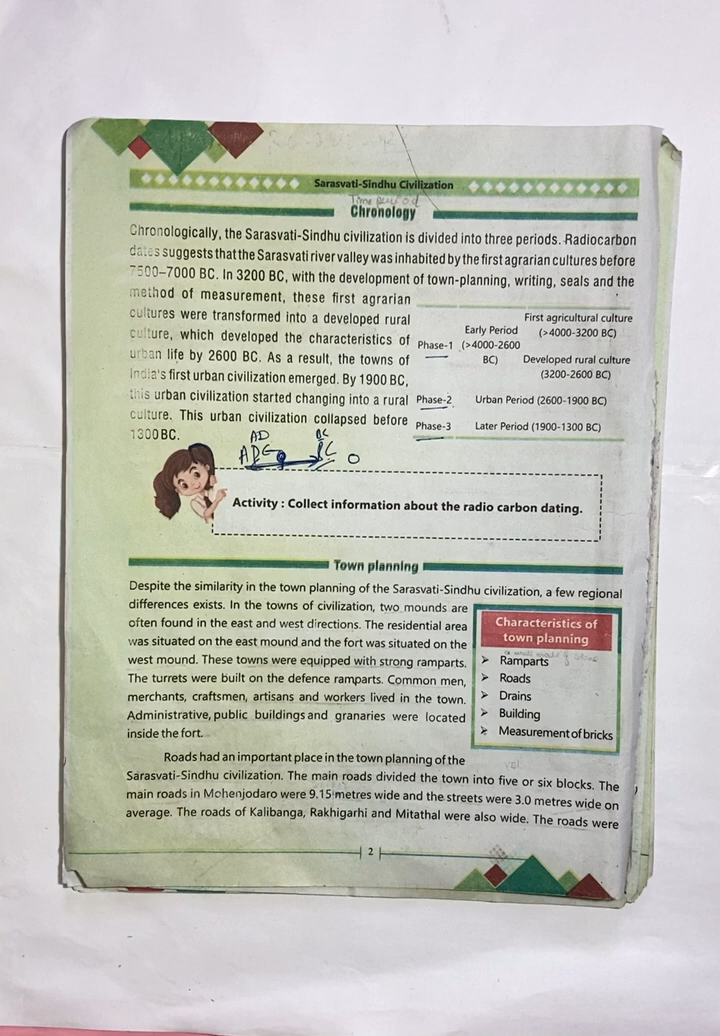 Sarasvati-Sindhu Civilization
Time period
Chronology
Chronologically, the Sarasvati-Sindhu civilization is divided into three periods. Radiocarbon
dates suggests that the Sarasvati river valley was inhabited by the first agrarian cultures before
7500–7000 BC. In 3200 BC, with the development of town-planning, writing, seals and the
method of measurement, these first agrarian
cultures were transformed into a developed rural
culture, which developed the characteristics of
urban life by 2600 BC. As a result, the towns of
India's first urban civilization emerged. By 1900 BC,
this urban civilization started changing into a rural
culture. This urban civilization collapsed before
1300 BC.
First agricultural culture
Early Period (>4000-3200 BC)
Phase-1 (>4000-2600
BC) Developed rural culture
(3200-2600 BC)
Phase-2 Urban Period (2600-1900 BC)
Phase-3 Later Period (1900-1300 BC)
AD BC
BC O
Activity : Collect information about the radio carbon dating.
Town planning
Despite the similarity in the town planning of the Sarasvati-Sindhu civilization, a few regional
differences exists. In the towns of civilization, two mounds are
often found in the east and west directions. The residential area
was situated on the east mound and the fort was situated on the
west mound. These towns were equipped with strong ramparts.
The turrets were built on the defence ramparts. Common men,
merchants, craftsmen, artisans and workers lived in the town.
Administrative, public buildings and granaries were located
inside the fort.
Characteristics of
town planning
➢ Ramparts
➢ Roads
➢ Drains
➢ Building
➢ Measurement of bricks
Roads had an important place in the town planning of the
Sarasvati-Sindhu civilization. The main roads divided the town into five or six blocks. The
main roads in Mohenjodaro were 9.15 metres wide and the streets were 3.0 metres wide on
average. The roads of Kalibanga, Rakhigarhi and Mitathal were also wide. The roads were
2